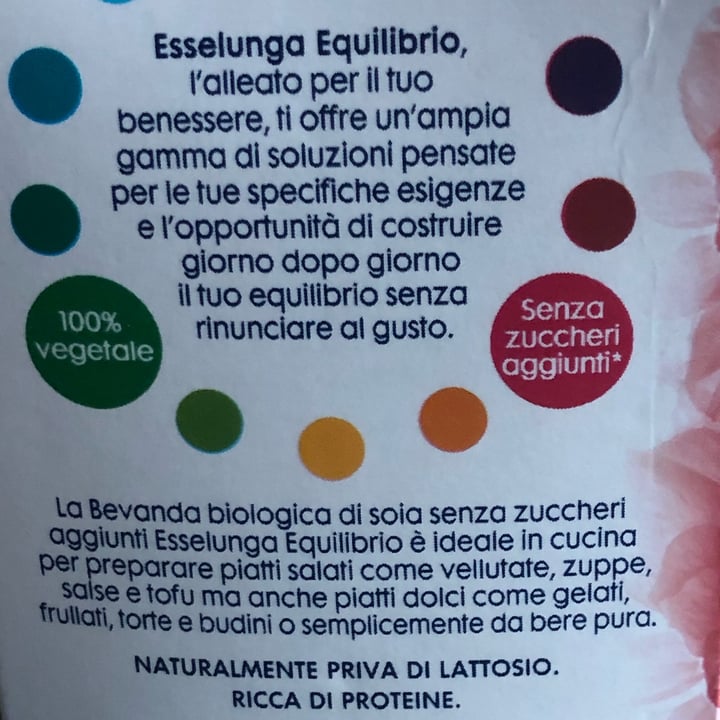 Esselunga Equilibrio,
l'alleato per il tuo
benessere, ti offre un'ampia
gamma di soluzioni pensate
per le tue specifiche esigenze
e l'opportunità di costruire
giorno dopo giorno
il tuo equilibrio senza
rinunciare al gusto.
100%
vegetale
Senza
zuccheri
aggiunti*
La Bevanda biologica di soia senza zuccheri
aggiunti Esselunga Equilibrio è ideale in cucina
per preparare piatti salati come vellutate, zuppe,
salse e tofu ma anche piatti dolci come gelati,
frullati, torte e budini o semplicemente da bere pura.
NATURALMENTE PRIVA DI LATTOSIO.
RICCA DI PROTEINE.